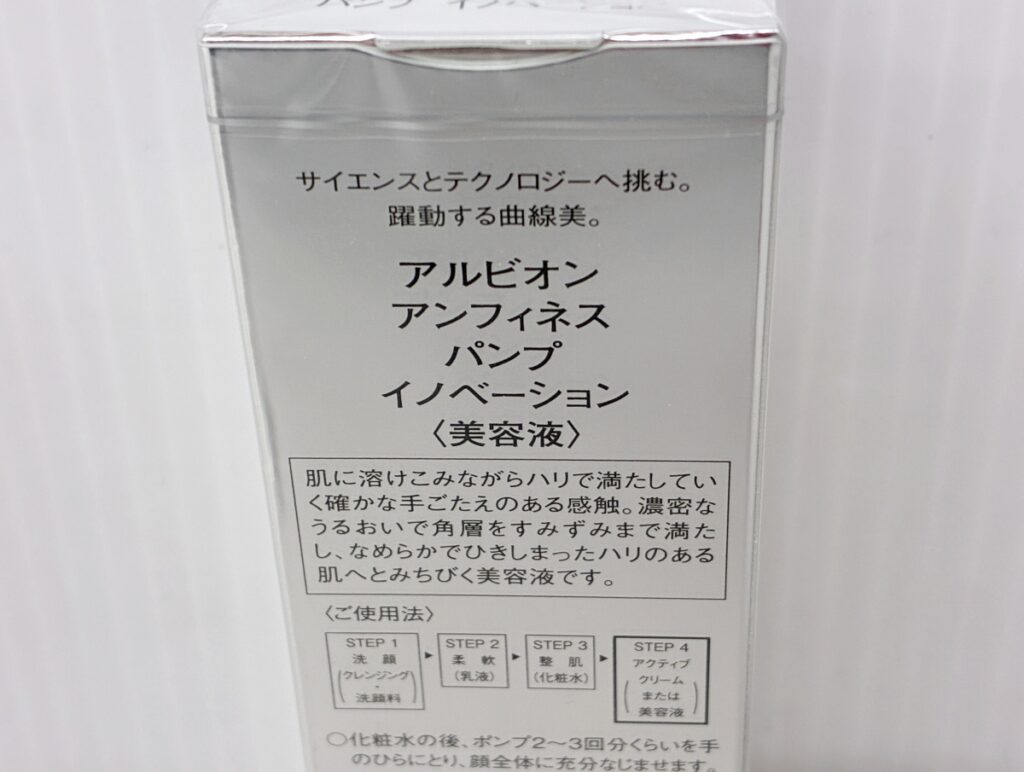 パンプ イノベーション
サイエンスとテクノロジーへ挑む。
躍動する曲線美。
アルビオン
アンフィネス
パンプ
イノベーション
〈美容液〉
肌に溶けこみながらハリで満たしてい
く確かな手ごたえのある感触。濃密な
うるおいで角層をすみずみまで満た
し、なめらかでひきしまったハリのある
肌へとみちびく美容液です。
〈ご使用法〉
STEP 1
洗顔
(クレンジング
・
洗顔料)
STEP 2
柔軟
(乳液)
STEP 3
整肌
(化粧水)
STEP 4
アクティブ
(クリーム
または
美容液)
○化粧水の後、ポンプ2〜3回分くらいを手
のひらにとり、顔全体に充分なじませます。